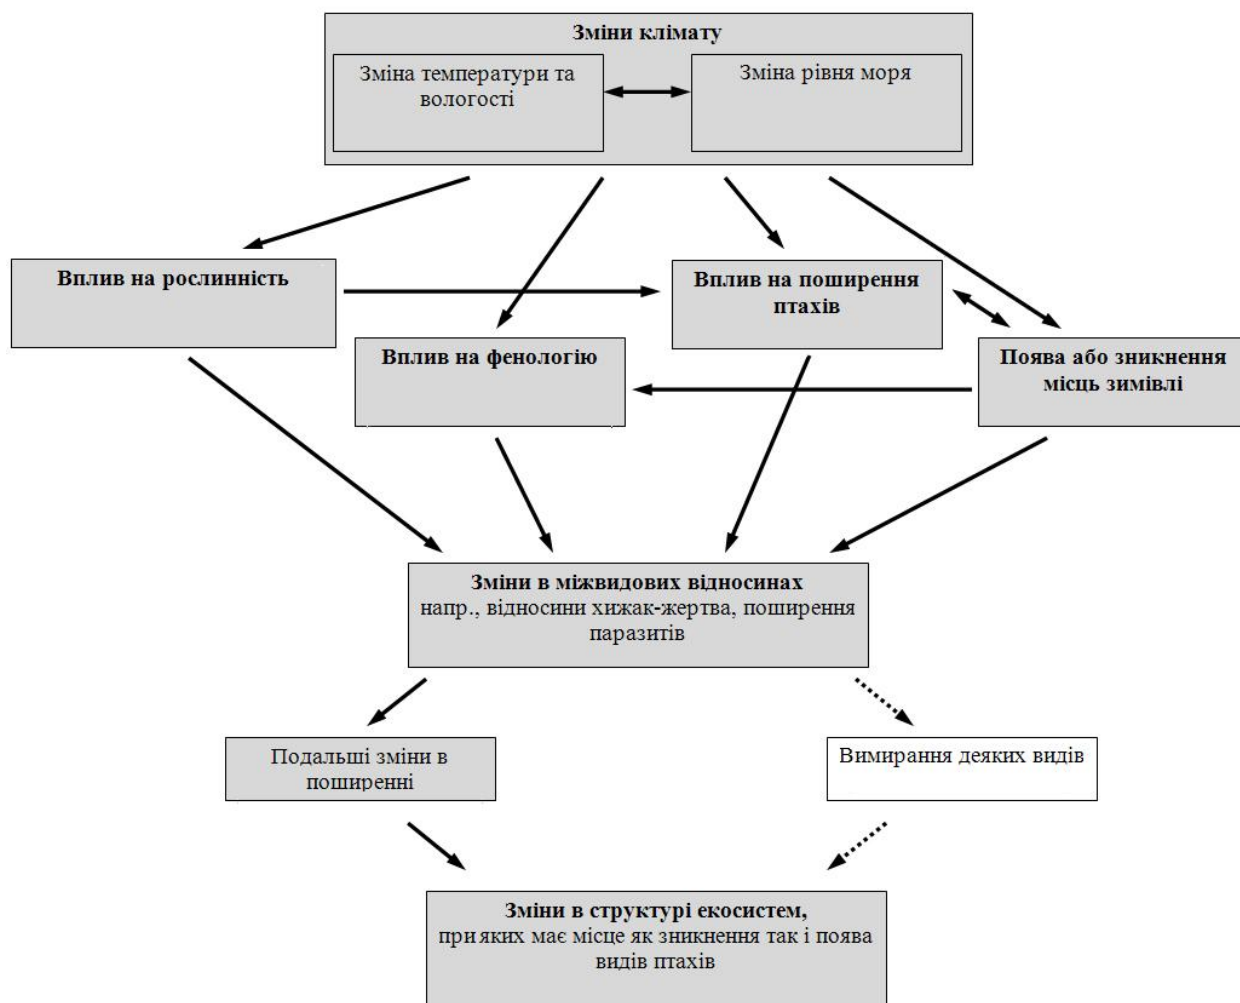 Зміни клімату
Зміна температури та
вологості
Зміна рівня моря
Вплив на рослинність
Вплив на поширення
птахів
Вплив на фенологію
Поява або зникнення
місць зимівлі
Зміни в міжвидових відносинах
напр., відносини хижак-жертва, поширення
паразитів
Подальші зміни в
поширенні
Вимирання деяких видів
Зміни в структурі екосистем,
при яких має місце як зникнення так і поява
видів птахів